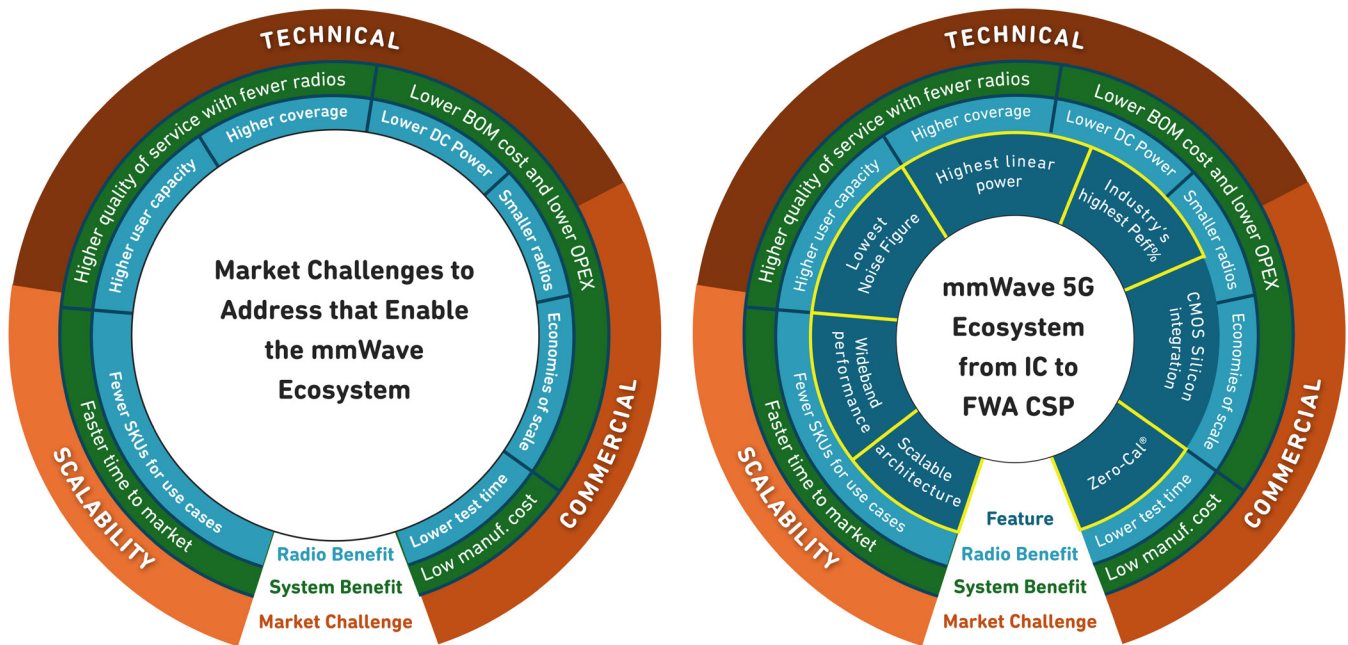 TECHNICAL
Higher quality of service with fewer radios
Lower BOM cost and lower OPEX
Higher user capacity
Higher coverage
Lower DC Power
Smaller radios
Economies of scale
Lower test time
Low manuf. cost
COMMERCIAL
SCALABILITY
Faster time to market
Fewer SKUs for use cases
Market Challenges to
Address that Enable
the mmWave
Ecosystem
Radio Benefit
System Benefit
Market Challenge
TECHNICAL
Higher quality of service with fewer radios
Lower BOM cost and lower OPEX
Higher user capacity
Higher coverage
Lower DC Power
Smaller radios
Economies of scale
Lower test time
Low manuf. cost
COMMERCIAL
SCALABILITY
Faster time to market
Fewer SKUs for use cases
Lowest
Noise Figure
Highest linear
power
Industry's
highest Peff%
CMOS Silicon
integration
Zero-Cal®
Wideband
performance
Scalable
architecture
mmWave 5G
Ecosystem
from IC to
FWA CSP
Feature
Radio Benefit
System Benefit
Market Challenge